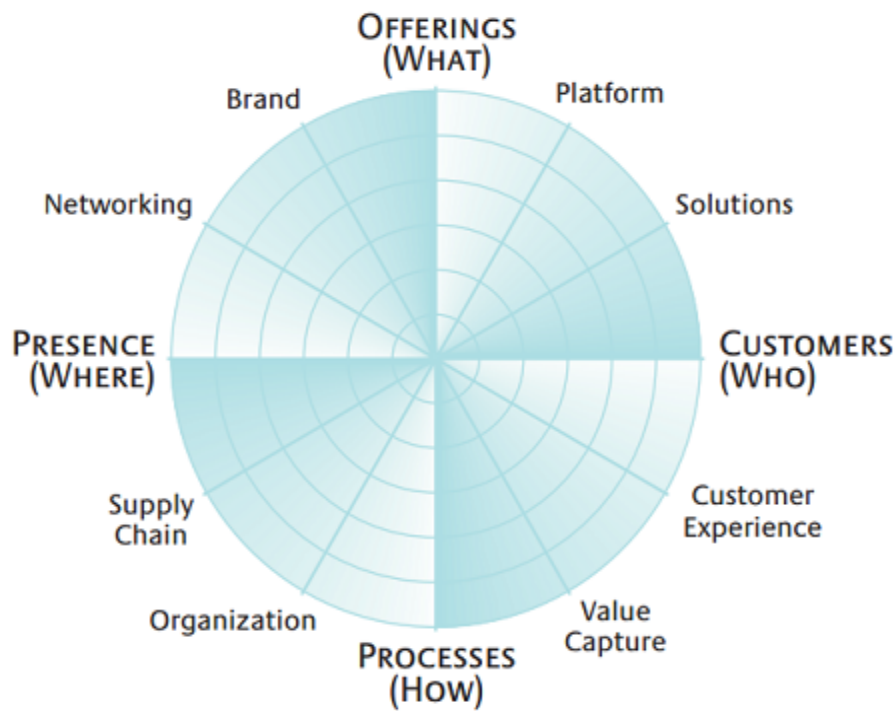 OFFERINGS
(WHAT)
Brand
Platform
Networking
Solutions
PRESENCE
(WHERE)
CUSTOMERS
(WHO)
Supply
Chain
Customer
Experience
Organization
Value
Capture
PROCESSES
(HOW)